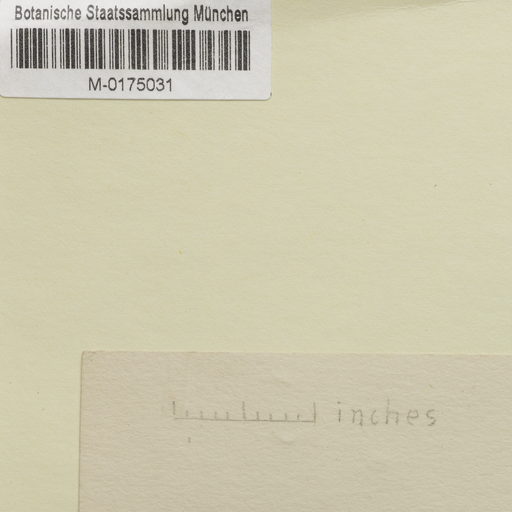 Botanische Staatssammlung München
M-0175031
inches